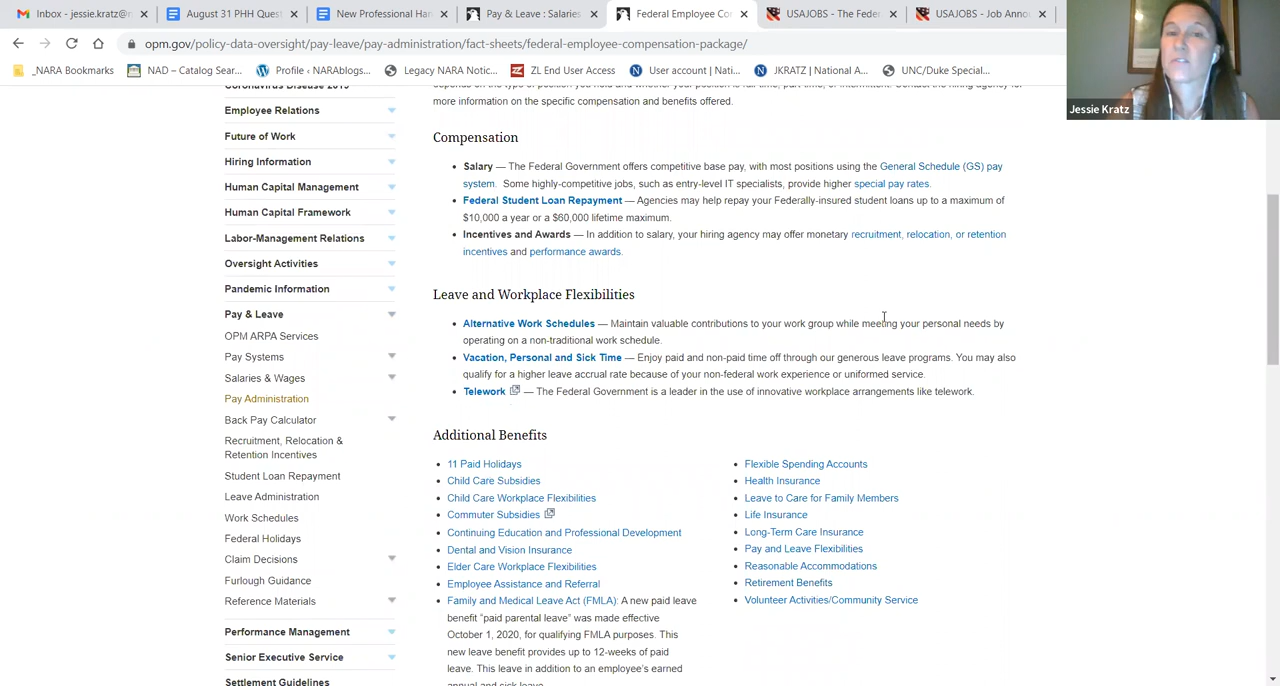 Inbox - jessie.kratz@n
August 31 PHH Quest
New Professional Han
Pay & Leave : Salaries
Federal Employee Co
USAJOBS - The Feder
USAJOBS - Job Annou
opm.gov/policy-data-oversight/pay-leave/pay-administration/fact-sheets/federal-employee-compensation-package/
_NARA Bookmarks
NAD – Catalog Sear...
Profile ‹ NARAblogs...
Legacy NARA Notic...
ZL End User Access
User account | Nati...
JKRATZ | National A...
UNC/Duke Special...
Jessie Kratz
Coronavirus Disease 2019
Employee Relations
Future of Work
Hiring Information
Human Capital Management
Human Capital Framework
Labor-Management Relations
Oversight Activities
Pandemic Information
Pay & Leave
OPM ARPA Services
Pay Systems
Salaries & Wages
Pay Administration
Back Pay Calculator
Recruitment, Relocation &
Retention Incentives
Student Loan Repayment
Leave Administration
Work Schedules
Federal Holidays
Claim Decisions
Furlough Guidance
Reference Materials
Performance Management
Senior Executive Service
Settlement Guidelines
depends on the type of position you hold and whether your position is full-time, part-time, or intermittent. Contact the hiring agency for
more information on the specific compensation and benefits offered.
Compensation
• Salary — The Federal Government offers competitive base pay, with most positions using the General Schedule (GS) pay
system. Some highly-competitive jobs, such as entry-level IT specialists, provide higher special pay rates.
• Federal Student Loan Repayment — Agencies may help repay your Federally-insured student loans up to a maximum of
$10,000 a year or a $60,000 lifetime maximum.
• Incentives and Awards — In addition to salary, your hiring agency may offer monetary recruitment, relocation, or retention
incentives and performance awards.
Leave and Workplace Flexibilities
• Alternative Work Schedules — Maintain valuable contributions to your work group while meeting your personal needs by
operating on a non-traditional work schedule.
• Vacation, Personal and Sick Time — Enjoy paid and non-paid time off through our generous leave programs. You may also
qualify for a higher leave accrual rate because of your non-federal work experience or uniformed service.
• Telework — The Federal Government is a leader in the use of innovative workplace arrangements like telework.
Additional Benefits
• 11 Paid Holidays
• Child Care Subsidies
• Child Care Workplace Flexibilities
• Commuter Subsidies
• Continuing Education and Professional Development
• Dental and Vision Insurance
• Elder Care Workplace Flexibilities
• Employee Assistance and Referral
• Family and Medical Leave Act (FMLA): A new paid leave
benefit “paid parental leave” was made effective
October 1, 2020, for qualifying FMLA purposes. This
new leave benefit provides up to 12-weeks of paid
leave. This leave in addition to an employee’s earned
annual and sick leave.
• Flexible Spending Accounts
• Health Insurance
• Leave to Care for Family Members
• Life Insurance
• Long-Term Care Insurance
• Pay and Leave Flexibilities
• Reasonable Accommodations
• Retirement Benefits
• Volunteer Activities/Community Service